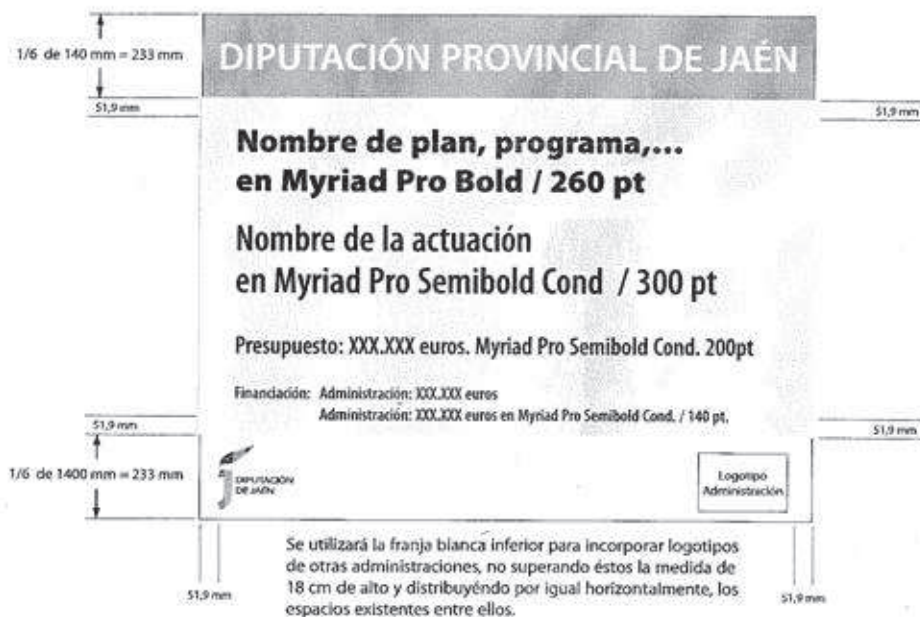 1/6 de 140 mm = 233 mm
DIPUTACIÓN PROVINCIAL DE JAÉN
51,9 mm
51,9 mm
Nombre de plan, programa,...
en Myriad Pro Bold / 260 pt
Nombre de la actuación
en Myriad Pro Semibold Cond / 300 pt
Presupuesto: XXX.XXX euros. Myriad Pro Semibold Cond. 200pt
Financiación: Administración: XXX.XXX euros
Administración: XXX.XXX euros en Myriad Pro Semibold Cond. / 140 pt.
51,9 mm
51,9 mm
1/6 de 1400 mm = 233 mm
DIPUTACIÓN
DE JAÉN
Logotipo
Administración
Se utilizará la franja blanca inferior para incorporar logotipos
de otras administraciones, no superando éstos la medida de
18 cm de alto y distribuyéndo por igual horizontalmente, los
espacios existentes entre ellos.
51,9 mm
51,9 mm